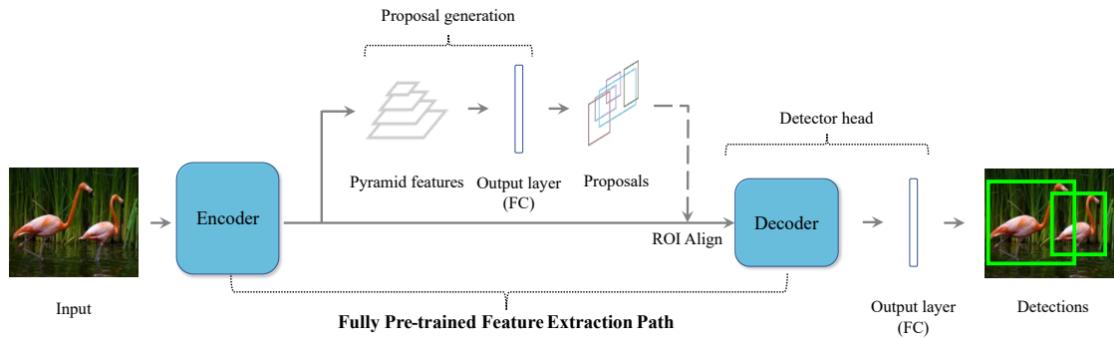 Proposal generation
Pyramid features
Output layer
(FC)
Proposals
Detector head
Encoder
ROI Align
Decoder
Input
Fully Pre-trained Feature Extraction Path
Output layer
(FC)
Detections